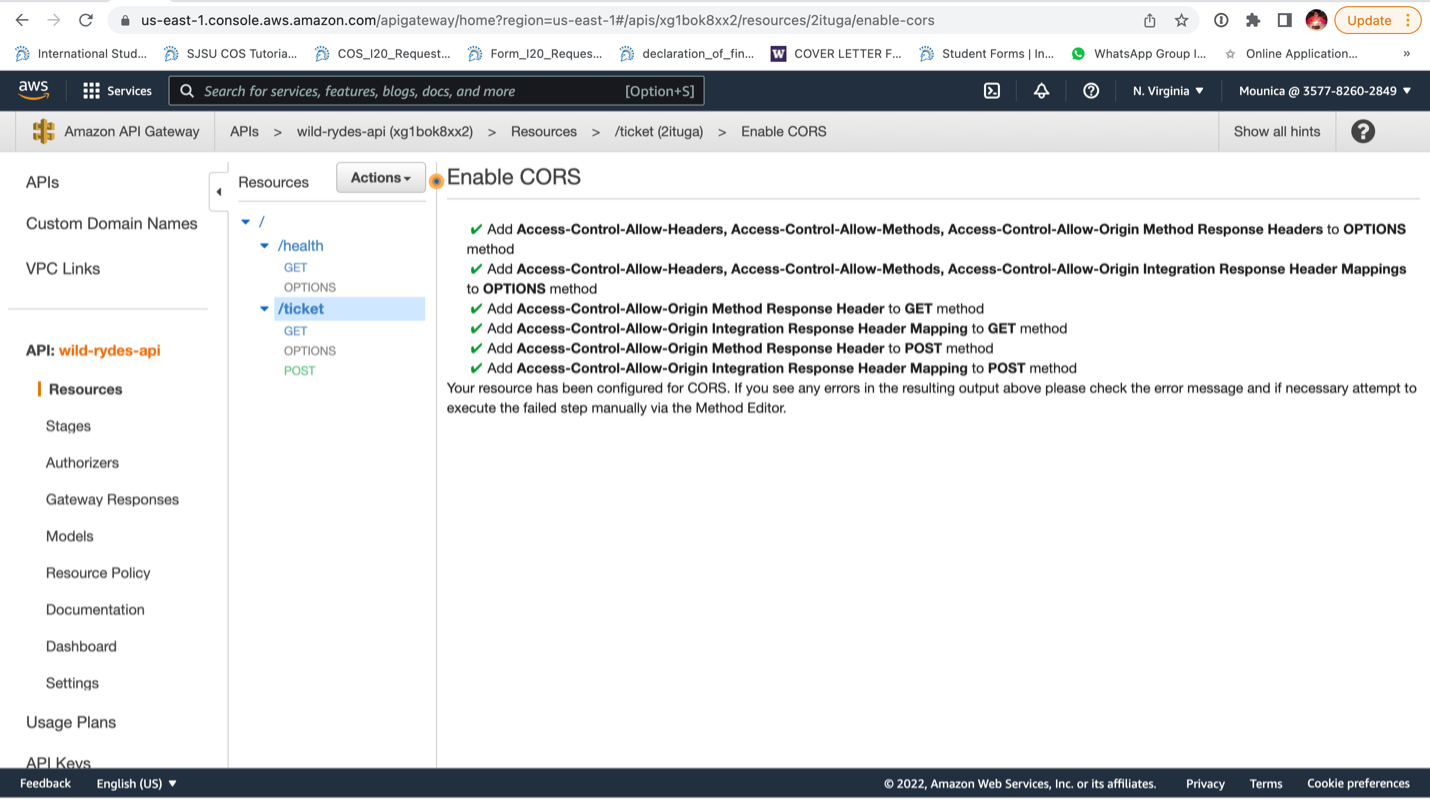 us-east-1.console.aws.amazon.com/apigateway/home?region=us-east-1#/apis/xg1bok8xx2/resources/2ituga/enable-cors
Update
International Stud...
SJSU COS Tutoria...
COS_I20_Request...
Form_I20_Reques...
declaration_of_fin...
W
COVER LETTER F...
Student Forms | In...
WhatsApp Group I...
Online Application...
»
aws
Services
Search for services, features, blogs, docs, and more
[Option+S]
N. Virginia
Mounica @ 3577-8260-2849
Amazon API Gateway
APIs > wild-rydes-api (xg1bok8xx2) > Resources > /ticket (2ituga) > Enable CORS
Show all hints
APIs
Custom Domain Names
VPC Links
API: wild-rydes-api
Resources
Stages
Authorizers
Gateway Responses
Models
Resource Policy
Documentation
Dashboard
Settings
Usage Plans
API Keys
Resources
Actions
/
/health
GET
OPTIONS
/ticket
GET
OPTIONS
POST
Enable CORS
✔ Add Access-Control-Allow-Headers, Access-Control-Allow-Methods, Access-Control-Allow-Origin Method Response Headers to OPTIONS
method
✔ Add Access-Control-Allow-Headers, Access-Control-Allow-Methods, Access-Control-Allow-Origin Integration Response Header Mappings
to OPTIONS method
✔ Add Access-Control-Allow-Origin Method Response Header to GET method
✔ Add Access-Control-Allow-Origin Integration Response Header Mapping to GET method
✔ Add Access-Control-Allow-Origin Method Response Header to POST method
✔ Add Access-Control-Allow-Origin Integration Response Header Mapping to POST method
Your resource has been configured for CORS. If you see any errors in the resulting output above please check the error message and if necessary attempt to
execute the failed step manually via the Method Editor.
Feedback
English (US)
© 2022, Amazon Web Services, Inc. or its affiliates.
Privacy
Terms
Cookie preferences